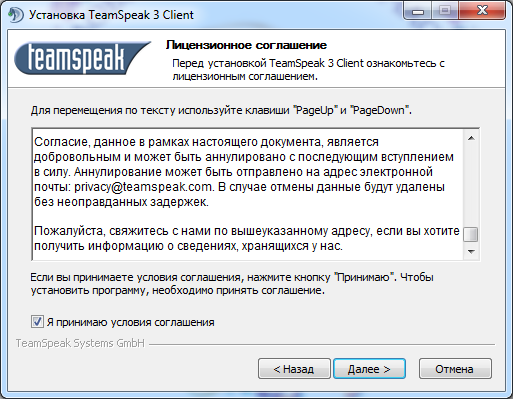 Установка TeamSpeak 3 Client
teamspeak
Лицензионное соглашение
Перед установкой TeamSpeak 3 Client ознакомьтесь с
лицензионным соглашением.
Для перемещения по тексту используйте клавиши "PageUp" и "PageDown".
Согласие, данное в рамках настоящего документа, является
добровольным и может быть аннулировано с последующим вступлением
в силу. Аннулирование может быть отправлено на адрес электронной
почты: privacy@teamspeak.com. В случае отмены данные будут удалены
без неоправданных задержек.
Пожалуйста, свяжитесь с нами по вышеуказанному адресу, если вы хотите
получить информацию о сведениях, хранящихся у нас.
Если вы принимаете условия соглашения, нажмите кнопку "Принимаю". Чтобы
установить программу, необходимо принять соглашение.
Я принимаю условия соглашения
TeamSpeak Systems GmbH
< Назад
Далее >
Отмена